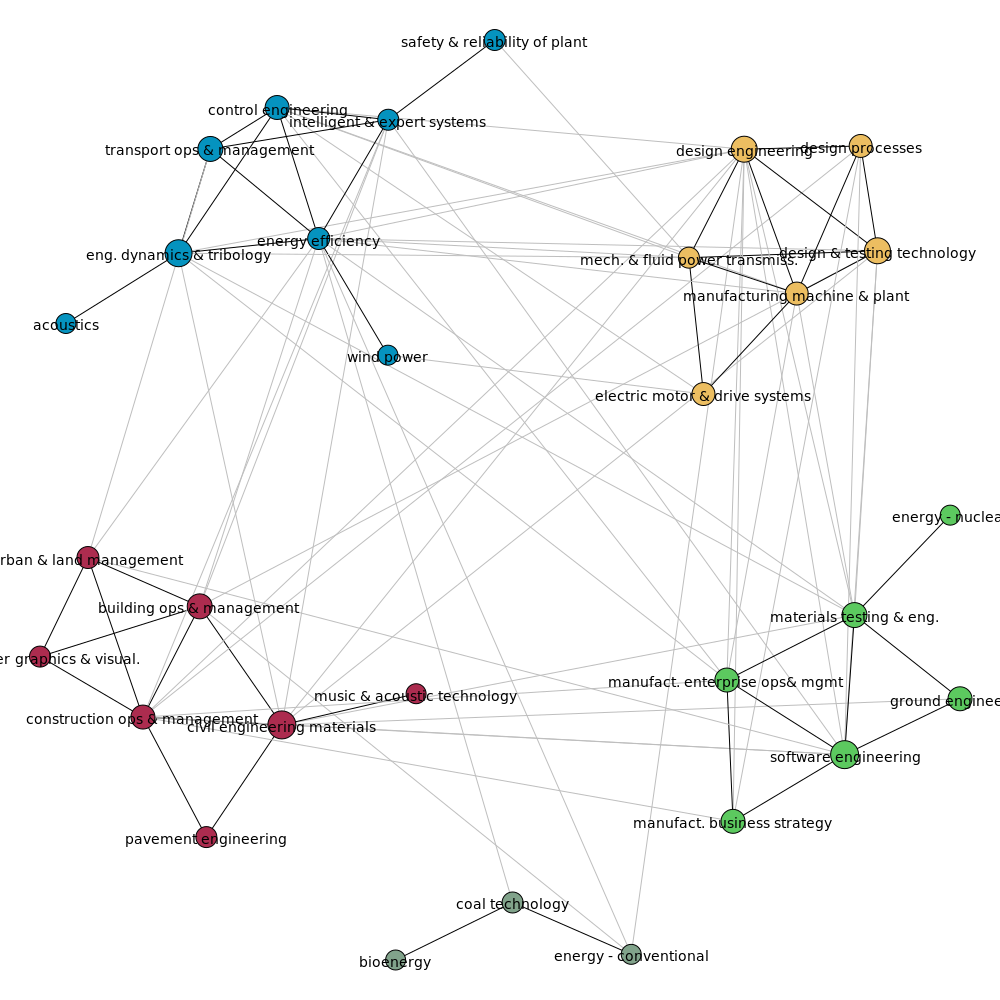 safety & reliability of plant
control engineering
intelligent & expert systems
transport ops & management
design engineering
design processes
energy efficiency
eng. dynamics & tribology
mech. & fluid power transmiss.
design & testing technology
manufacturing machine & plant
acoustics
wind power
electric motor & drive systems
energy - nuclea
rban & land management
building ops & management
materials testing & eng.
er graphics & visual.
manufact. enterprise ops& mgmt
music & acoustic technology
ground enginee
construction ops & management
civil engineering materials
software engineering
manufact. business strategy
pavement engineering
coal technology
energy - conventional
bioenergy